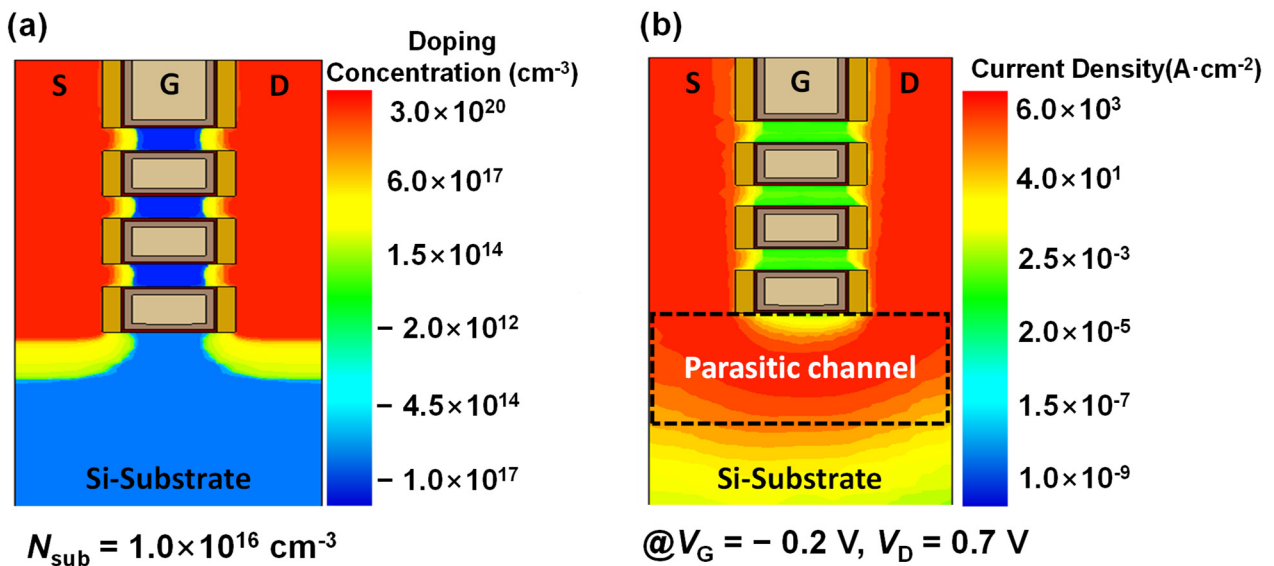 (a)
Doping
Concentration (cm-3)
S
G
D
3.0×10²⁰
6.0×10¹⁷
1.5×10¹⁴
– 2.0×10¹²
– 4.5×10¹⁴
– 1.0×10¹⁷
Si-Substrate
Nsub = 1.0×10¹⁶ cm-3
(b)
Current Density(A·cm-2)
S
G
D
6.0×10³
4.0×10¹
2.5×10⁻³
2.0×10⁻⁵
1.5×10⁻⁷
1.0×10⁻⁹
Parasitic channel
Si-Substrate
@VG = – 0.2 V, VD = 0.7 V